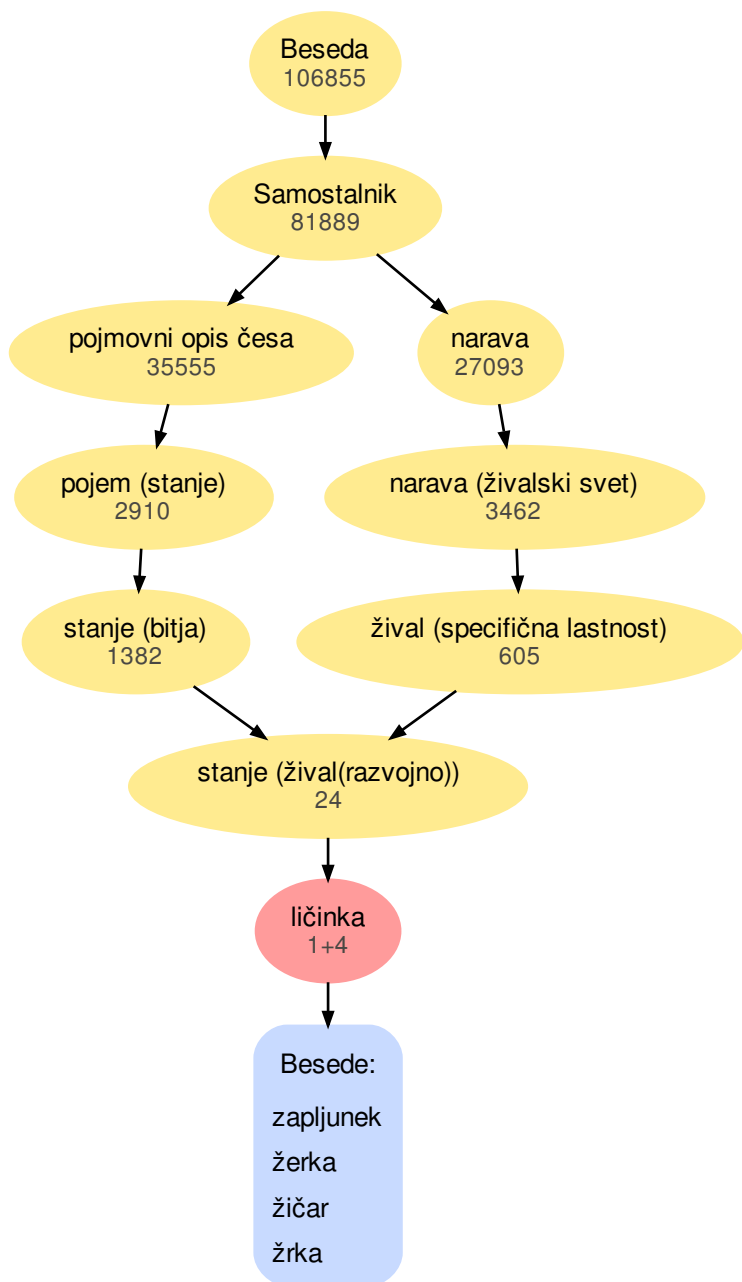 Beseda
106855
Samostalnik
81889
pojmovni opis česa
35555
narava
27093
pojem (stanje)
2910
narava (živalski svet)
3462
stanje (bitja)
1382
žival (specifična lastnost)
605
stanje (žival(razvojno))
24
ličinka
1+4
Besede:
zapljunek
žerka
žičar
žrka